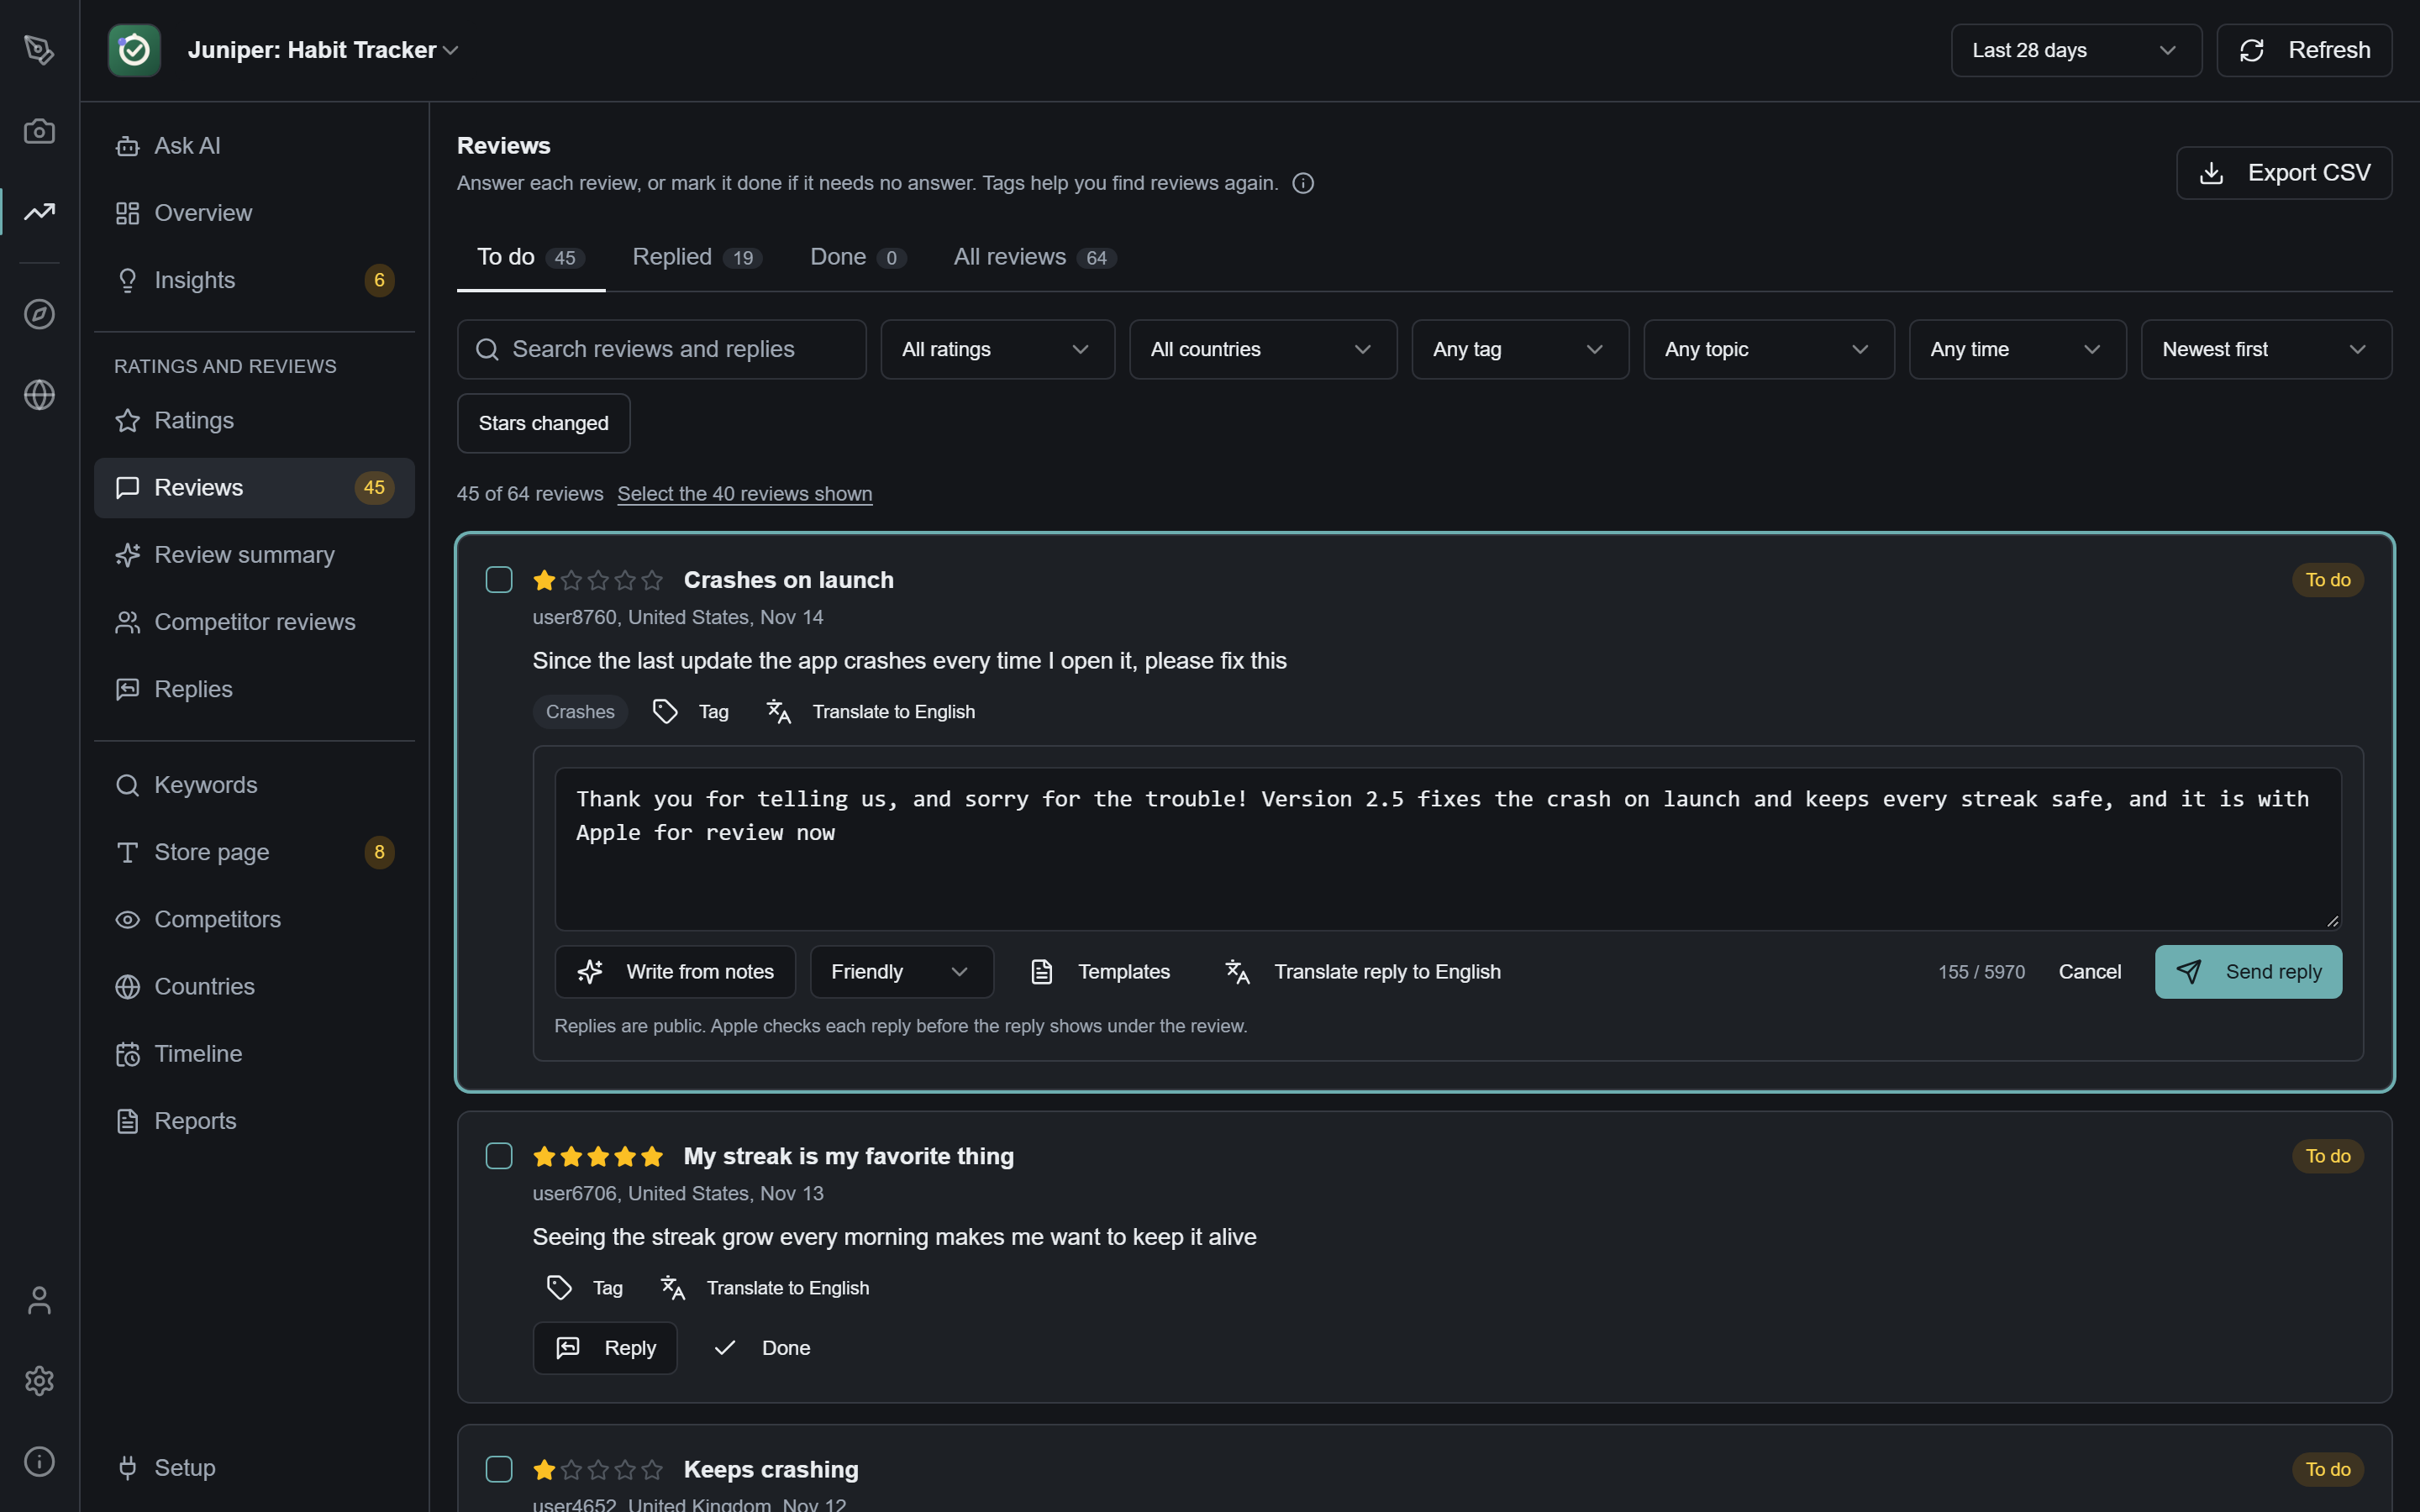 Juniper: Habit Tracker
Last 28 days
Refresh
Ask AI
Overview
Insights
6
RATINGS AND REVIEWS
Ratings
Reviews
45
Review summary
Competitor reviews
Replies
Keywords
Store page
8
Competitors
Countries
Timeline
Reports
Setup
Reviews
Answer each review, or mark it done if it needs no answer. Tags help you find reviews again.
Export CSV
To do 45
Replied 19
Done 0
All reviews 64
Search reviews and replies
All ratings
All countries
Any tag
Any topic
Any time
Newest first
Stars changed
45 of 64 reviews Select the 40 reviews shown
Crashes on launch
To do
user8760, United States, Nov 14
Since the last update the app crashes every time I open it, please fix this
Crashes
Tag
Translate to English
Thank you for telling us, and sorry for the trouble! Version 2.5 fixes the crash on launch and keeps every streak safe, and it is with
Apple for review now
Write from notes
Friendly
Templates
Translate reply to English
155 / 5970
Cancel
Send reply
Replies are public. Apple checks each reply before the reply shows under the review.
My streak is my favorite thing
To do
user6706, United States, Nov 13
Seeing the streak grow every morning makes me want to keep it alive
Tag
Translate to English
Reply
Done
Keeps crashing
To do
user4652, United Kingdom, Nov 12